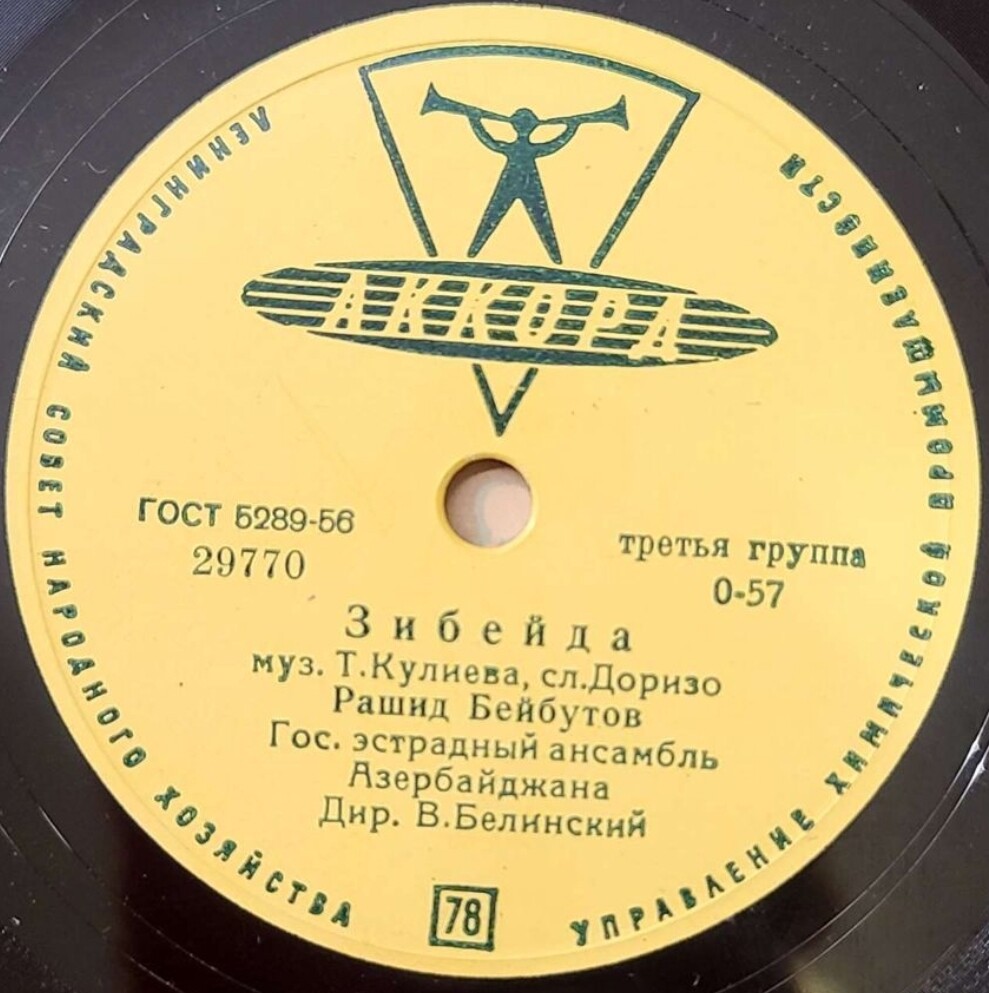 ЛЕНИНГРАДСКИЙ СОВЕТ НАРОДНОГО ХОЗЯЙСТВА
УПРАВЛЕНИЕ ХИМИЧЕСКОЙ ПРОМЫШЛЕННОСТИ
АККОРД
ГОСТ 5289-56
29770
третья группа
0-57
Зибейда
муз. Т.Кулиева, сл.Доризо
Рашид Бейбутов
Гос. эстрадный ансамбль
Азербайджана
Дир. В.Белинский
78